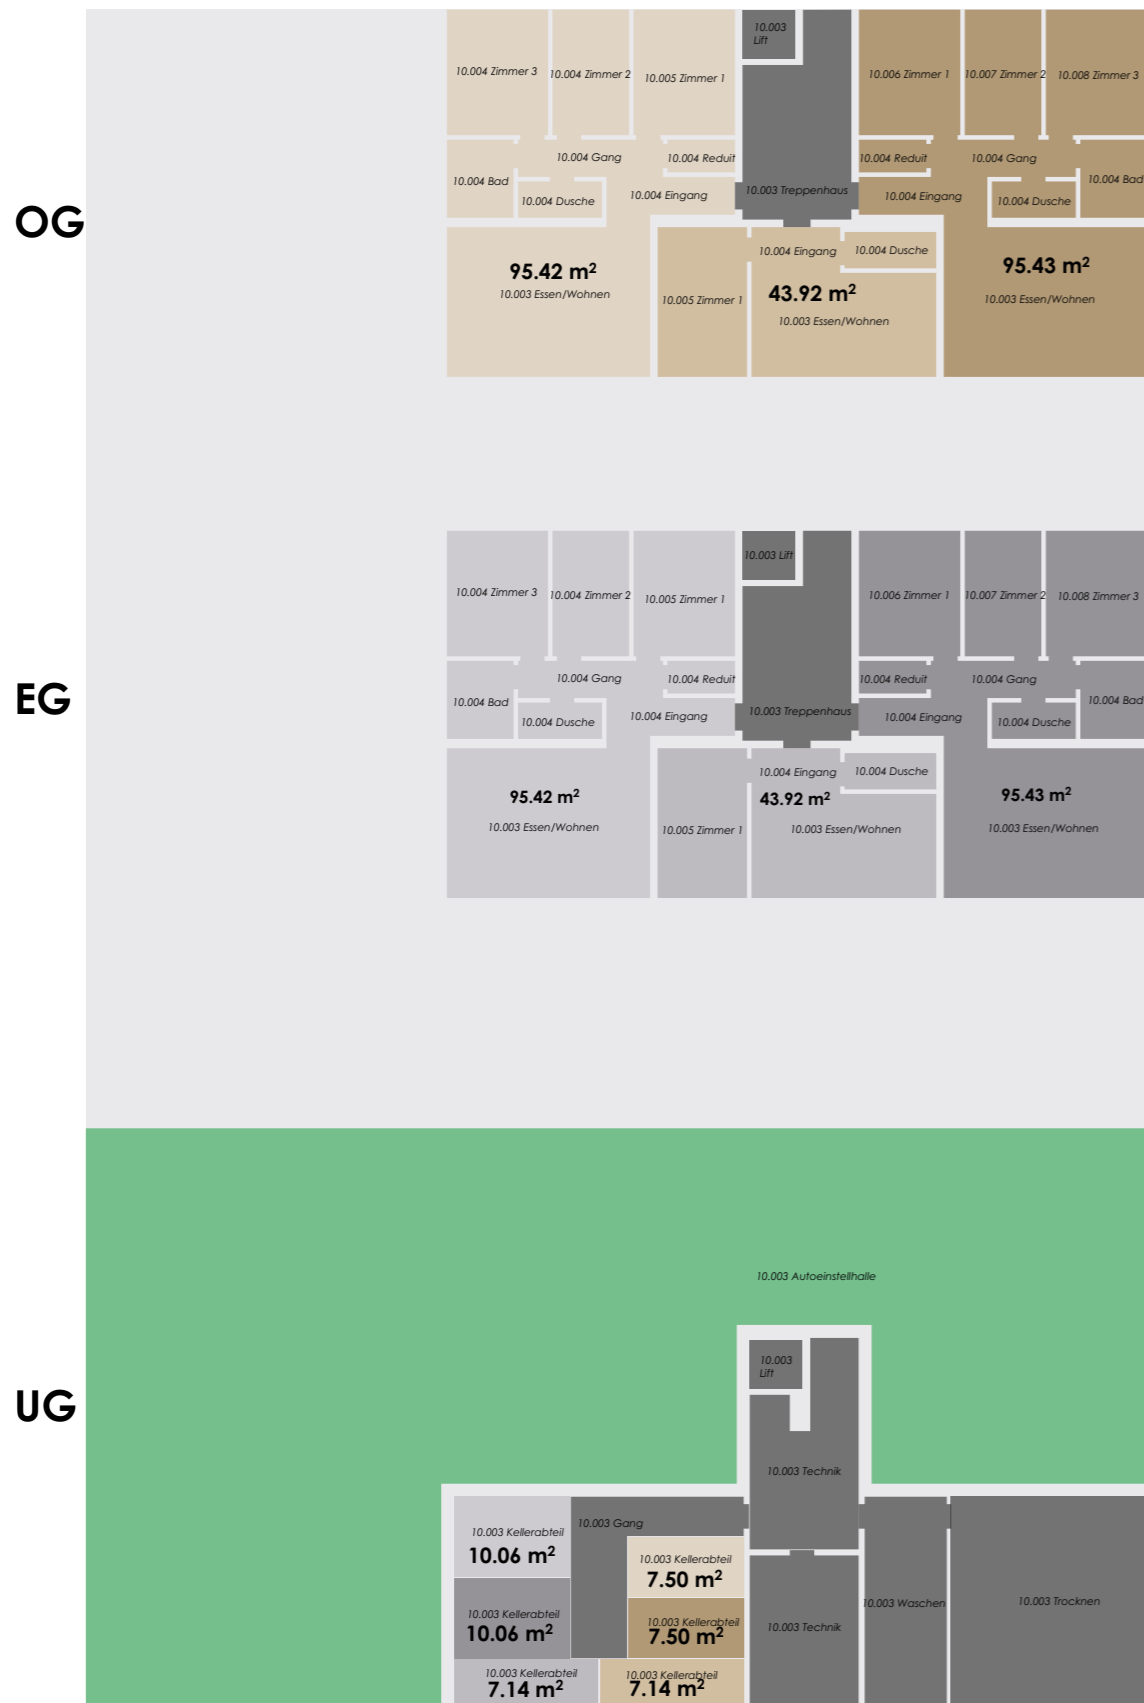 OG
10.004 Zimmer 3
10.004 Zimmer 2
10.005 Zimmer 1
10.003
Lift
10.006 Zimmer 1
10.007 Zimmer 2
10.008 Zimmer 3
10.004 Gang
10.004 Reduit
10.004 Reduit
10.004 Gang
10.004 Bad
10.004 Dusche
10.004 Eingang
10.003 Treppenhaus
10.004 Eingang
10.004 Dusche
10.004 Bad
10.004 Eingang
10.004 Dusche
95.42 m²
10.003 Essen/Wohnen
10.005 Zimmer 1
43.92 m²
10.003 Essen/Wohnen
95.43 m²
10.003 Essen/Wohnen
EG
10.004 Zimmer 3
10.004 Zimmer 2
10.005 Zimmer 1
10.003 Lift
10.006 Zimmer 1
10.007 Zimmer 2
10.008 Zimmer 3
10.004 Gang
10.004 Reduit
10.004 Reduit
10.004 Gang
10.004 Bad
10.004 Dusche
10.004 Eingang
10.003 Treppenhaus
10.004 Eingang
10.004 Dusche
10.004 Bad
10.004 Eingang
10.004 Dusche
95.42 m²
10.003 Essen/Wohnen
10.005 Zimmer 1
43.92 m²
10.003 Essen/Wohnen
95.43 m²
10.003 Essen/Wohnen
UG
10.003 Autoeinstellhalle
10.003
Lift
10.003 Technik
10.003 Gang
10.003 Kellerabteil
10.06 m²
10.003 Kellerabteil
7.50 m²
10.003 Kellerabteil
10.06 m²
10.003 Kellerabteil
7.50 m²
10.003 Technik
10.003 Waschen
10.003 Trocknen
10.003 Kellerabteil
7.14 m²
10.003 Kellerabteil
7.14 m²